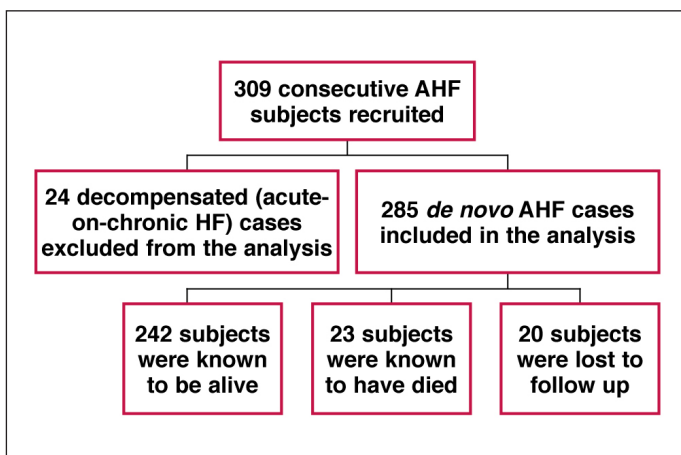 309 consecutive AHF
subjects recruited
24 decompensated (acute-
on-chronic HF) cases
excluded from the analysis
285 de novo AHF cases
included in the analysis
242 subjects
were known
to be alive
23 subjects
were known
to have died
20 subjects
were lost to
follow up